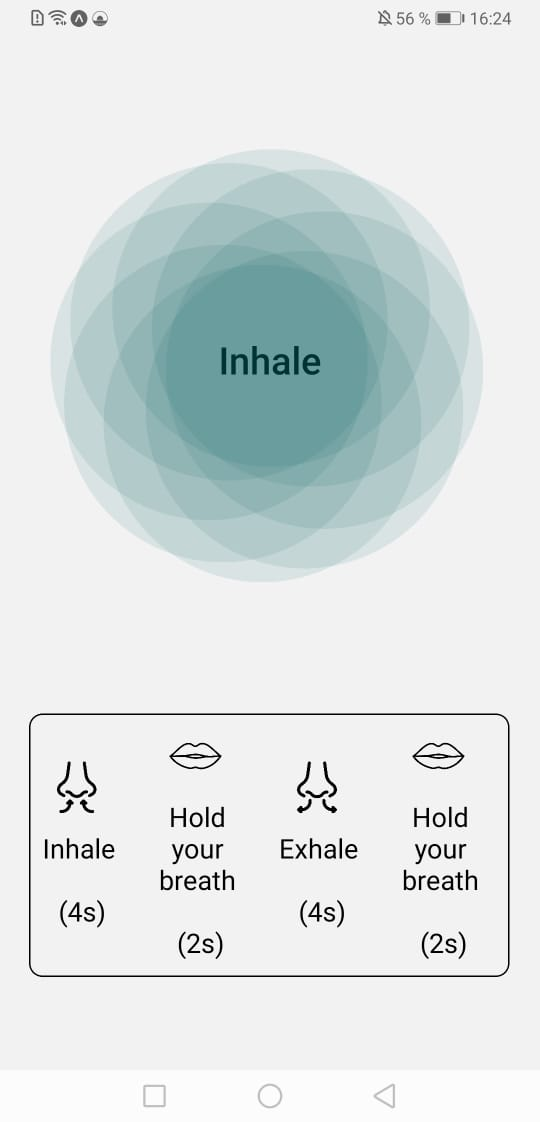 56 % 16:24
Inhale
Inhale
(4s)
Hold
your
breath
(2s)
Exhale
(4s)
Hold
your
breath
(2s)